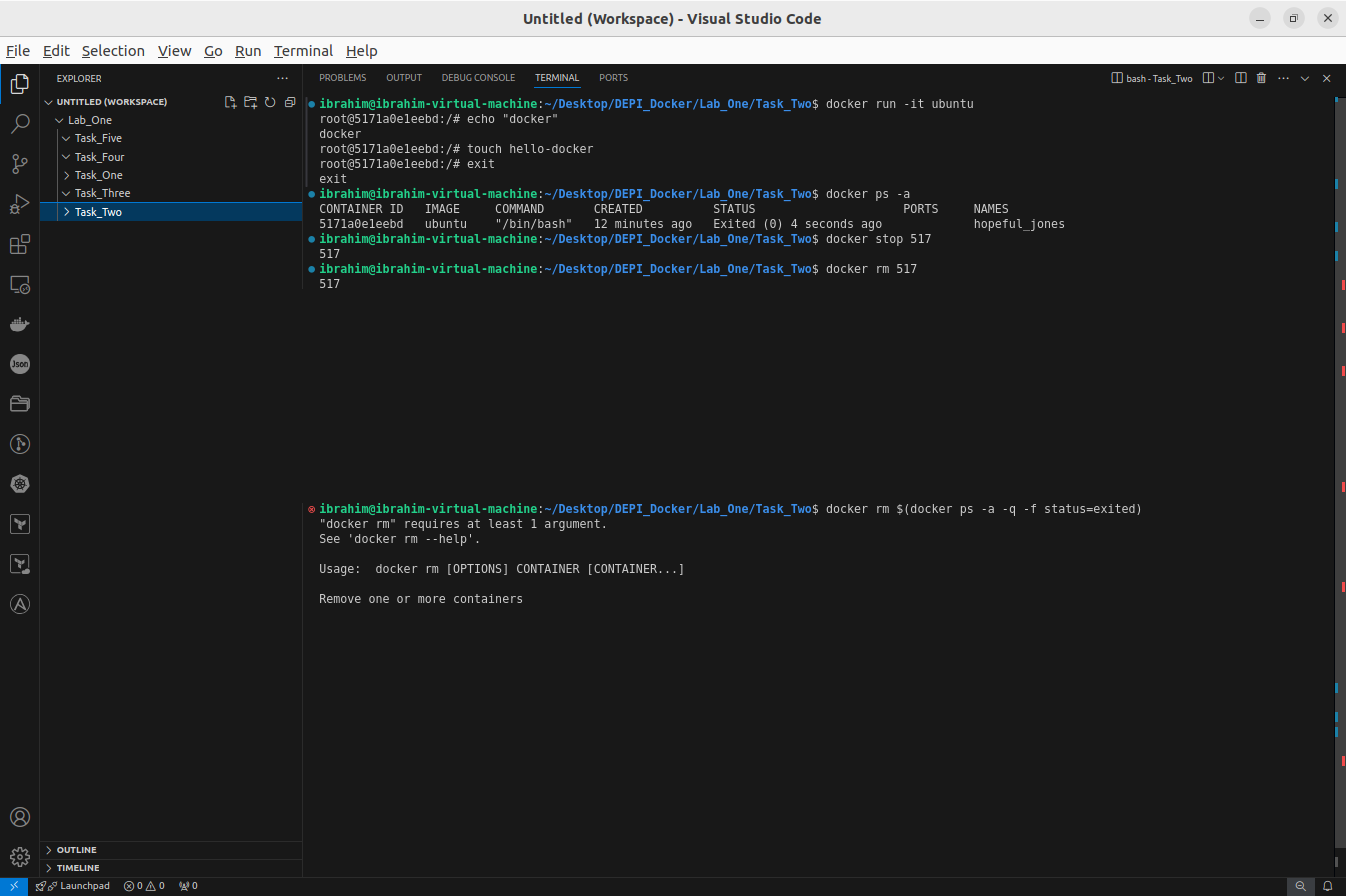 Untitled (Workspace) - Visual Studio Code
File Edit Selection View Go Run Terminal Help
EXPLORER
PROBLEMS OUTPUT DEBUG CONSOLE TERMINAL PORTS
bash - Task_Two
UNTITLED (WORKSPACE)
Lab_One
Task_Five
Task_Four
Task_One
Task_Three
Task_Two
ibrahim@ibrahim-virtual-machine:~/Desktop/DEPI_Docker/Lab_One/Task_Two$ docker run -it ubuntu
root@5171a0e1eebd:/# echo "docker"
docker
root@5171a0e1eebd:/# touch hello-docker
root@5171a0e1eebd:/# exit
exit
ibrahim@ibrahim-virtual-machine:~/Desktop/DEPI_Docker/Lab_One/Task_Two$ docker ps -a
CONTAINER ID IMAGE COMMAND CREATED STATUS PORTS NAMES
5171a0e1eebd ubuntu "/bin/bash" 12 minutes ago Exited (0) 4 seconds ago hopeful_jones
ibrahim@ibrahim-virtual-machine:~/Desktop/DEPI_Docker/Lab_One/Task_Two$ docker stop 517
517
ibrahim@ibrahim-virtual-machine:~/Desktop/DEPI_Docker/Lab_One/Task_Two$ docker rm 517
517
ibrahim@ibrahim-virtual-machine:~/Desktop/DEPI_Docker/Lab_One/Task_Two$ docker rm $(docker ps -a -q -f status=exited)
"docker rm" requires at least 1 argument.
See 'docker rm --help'.
Usage:  docker rm [OPTIONS] CONTAINER [CONTAINER...]
Remove one or more containers
Json
OUTLINE
TIMELINE
Launchpad 0 0 0